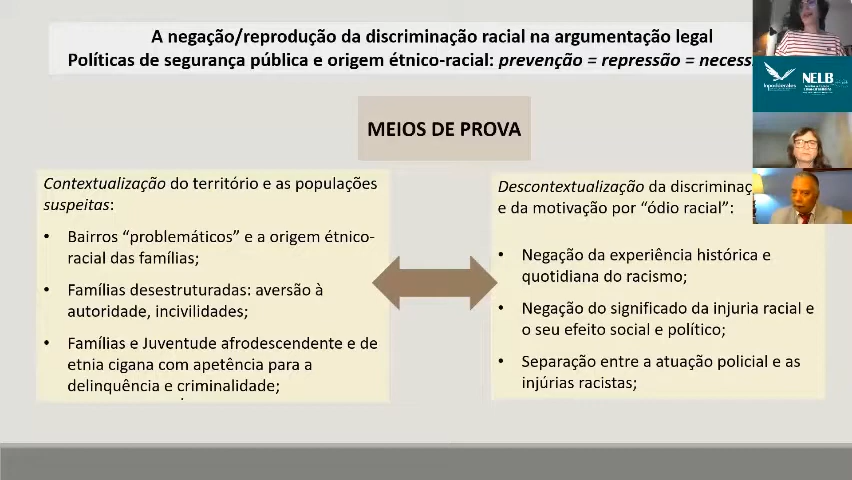 A negação/reprodução da discriminação racial na argumentação legal
Políticas de segurança pública e origem étnico-racial: prevenção = repressão =
MEIOS DE PROVA
Contextualização do território e as populações
suspeitas:
• Bairros “problemáticos” e a origem étnico-
racial das famílias;
• Famílias desestruturadas: aversão à
autoridade, incivilidades;
• Famílias e Juventude afrodescendente e de
etnia cigana com apetência para a
delinquência e criminalidade;
Descontextualização da
e da motivação por “ódio racial”:
• Negação da experiência histórica e
quotidiana do racismo;
• Negação do significado da injuria racial e
o seu efeito social e político;
• Separação entre a atuação policial e as
injúrias racistas;
NELB